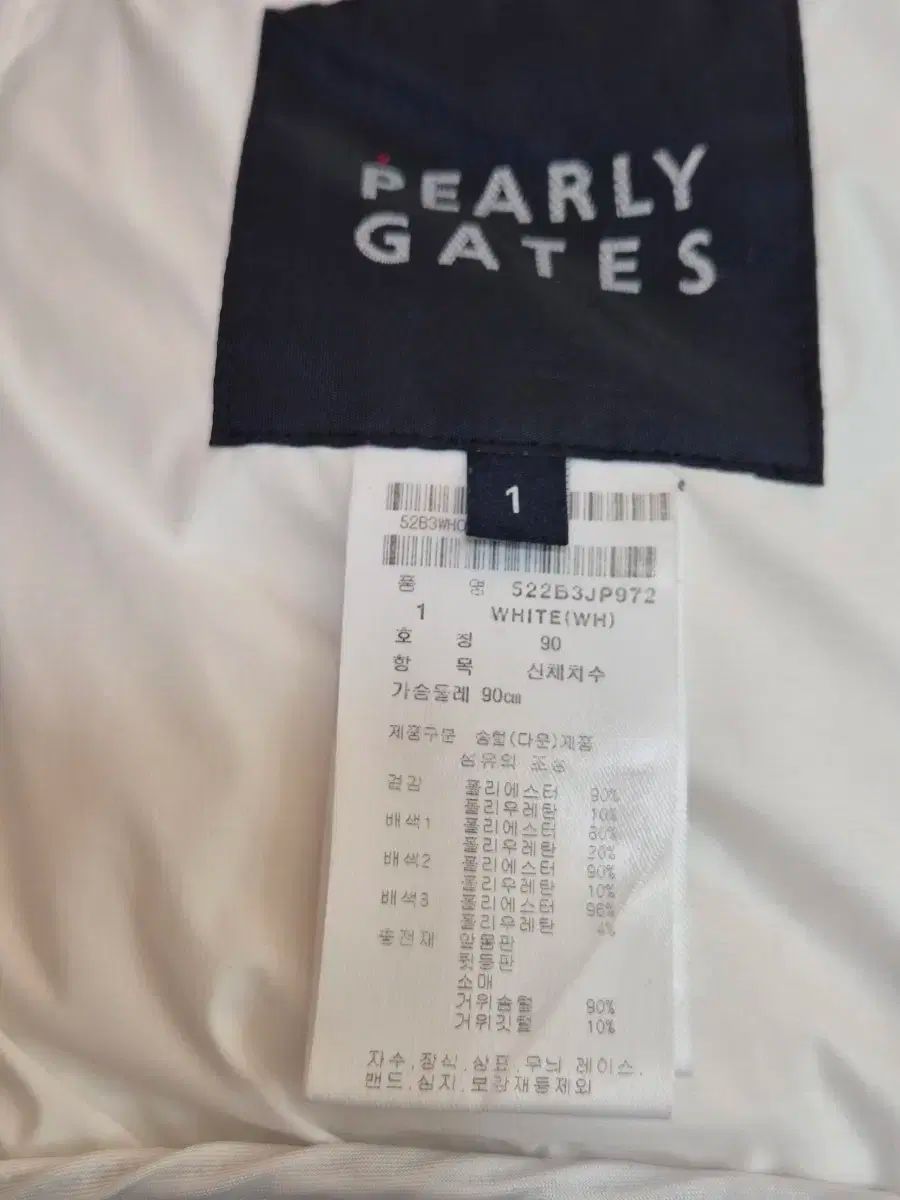 PEARLY
GATES
1
52B3WHO
품 명 522B3JP972
1 WHITE(WH)
호 칭 90
항 목 신체치수
가슴둘레 90㎝
제품구분 솜털(다운)제품
섬유의 조성
겉감 폴리에스터 90%
폴리우레탄 10%
배색1 폴리에스터 80%
폴리우레탄 20%
배색2 폴리에스터 90%
폴리우레탄 10%
배색3 폴리에스터 96%
폴리우레탄 4%
충전재 앞몸판
뒷몸판
소매
거위솜털 90%
거위깃털 10%
자수,장식,상표,무늬 레이스,
밴드,심지,보강재등제외